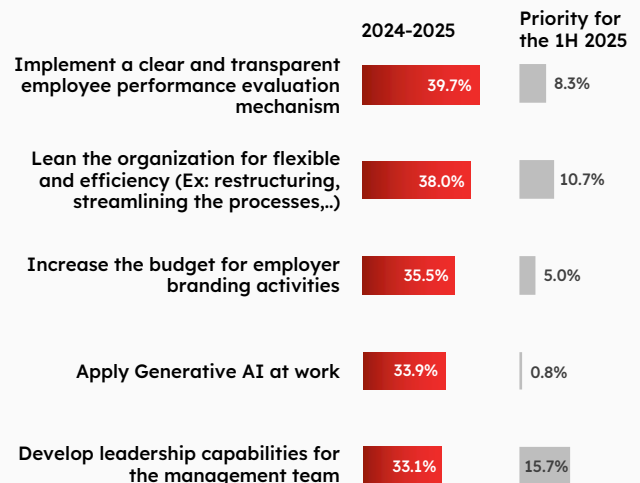 2024-2025
Priority for
the 1H 2025
Implement a clear and transparent
employee performance evaluation
mechanism
39.7%
8.3%
Lean the organization for flexible
and efficiency (Ex: restructuring,
streamlining the processes,..)
38.0%
10.7%
Increase the budget for employer
branding activities
35.5%
5.0%
Apply Generative AI at work
33.9%
0.8%
Develop leadership capabilities for
the management team
33.1%
15.7%